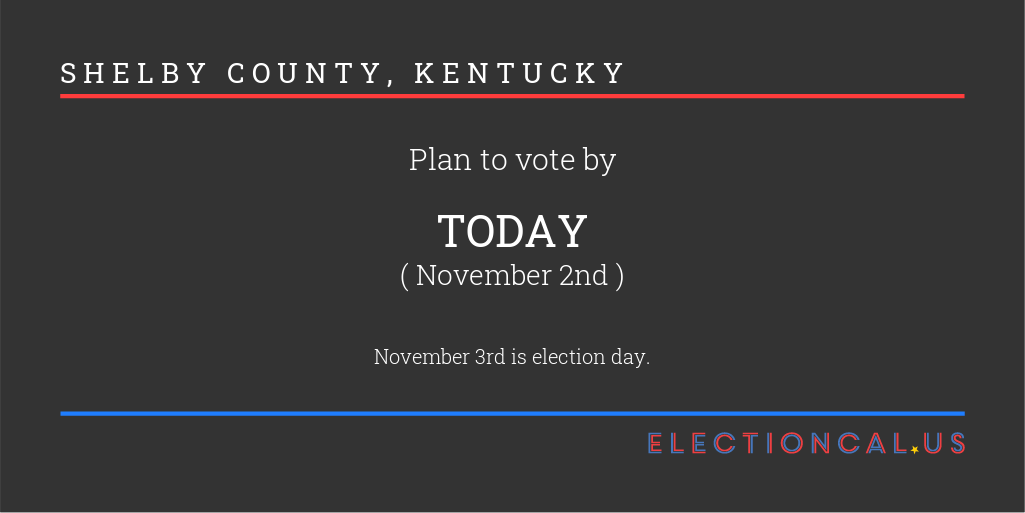 SHELBY COUNTY, KENTUCKY
Plan to vote by
TODAY
( November 2nd )
November 3rd is election day.
ELECTIONCAL.US